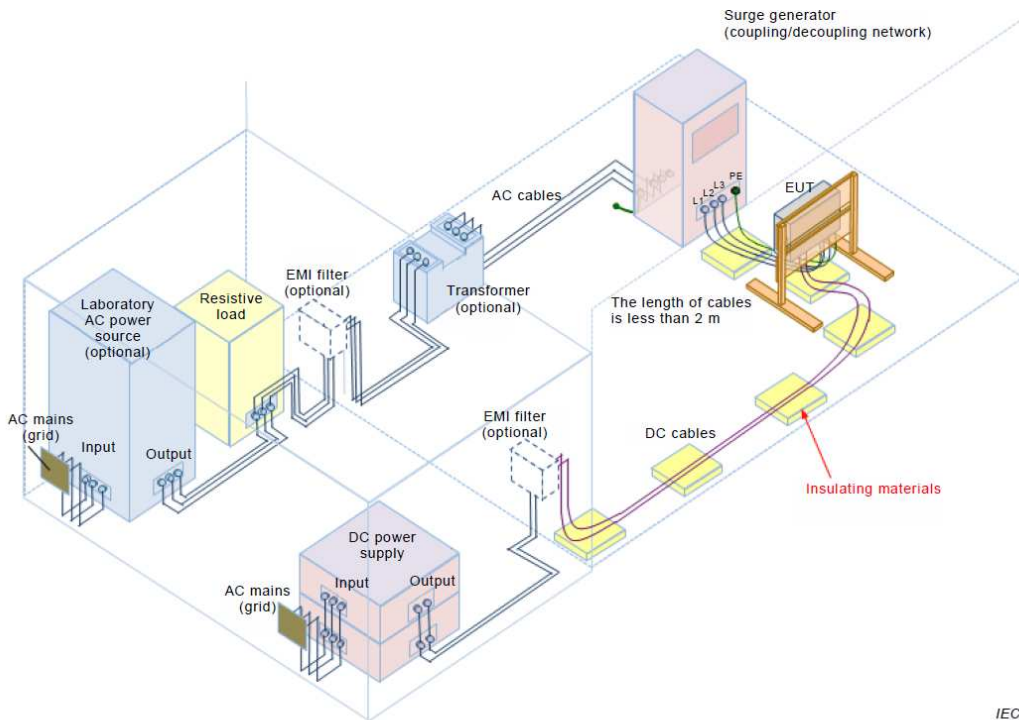 Surge generator
(coupling/decoupling network)
L1
L2
L3
PE
EUT
AC cables
EMI filter
(optional)
Transformer
(optional)
The length of cables
is less than 2 m
Laboratory
AC power
source
(optional)
Resistive
load
AC mains
(grid)
Input
Output
EMI filter
(optional)
DC cables
Insulating materials
DC power
supply
Input
Output
AC mains
(grid)
IEC